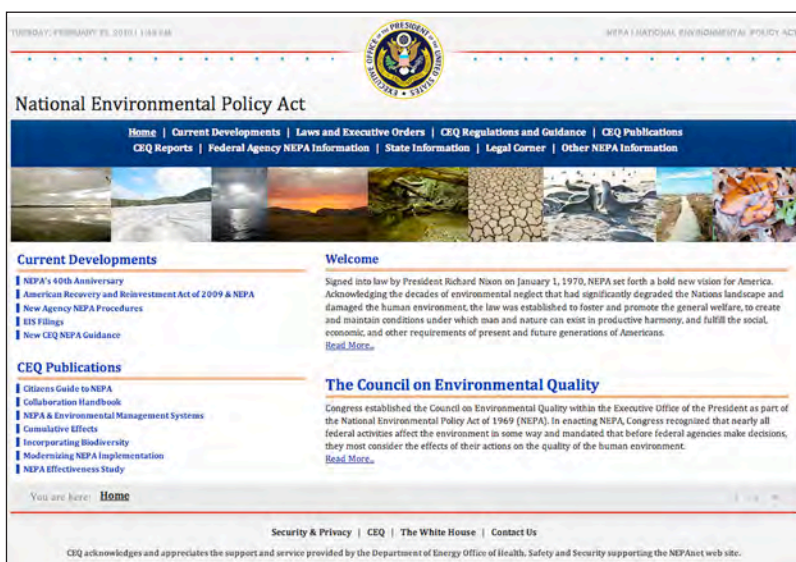 TUESDAY, FEBRUARY 23, 2010 | 1:48 PM
NEPA | NATIONAL ENVIRONMENTAL POLICY ACT
EXECUTIVE OFFICE OF THE PRESIDENT OF THE UNITED STATES
National Environmental Policy Act
Home | Current Developments | Laws and Executive Orders | CEQ Regulations and Guidance | CEQ Publications
CEQ Reports | Federal Agency NEPA Information | State Information | Legal Corner | Other NEPA Information
Current Developments
NEPA's 40th Anniversary
American Recovery and Reinvestment Act of 2009 & NEPA
New Agency NEPA Procedures
EIS Filings
New CEQ NEPA Guidance
CEQ Publications
Citizens Guide to NEPA
Collaboration Handbook
NEPA & Environmental Management Systems
Cumulative Effects
Incorporating Biodiversity
Modernizing NEPA Implementation
NEPA Effectiveness Study
Welcome
Signed into law by President Richard Nixon on January 1, 1970, NEPA set forth a bold new vision for America.
Acknowledging the decades of environmental neglect that had significantly degraded the Nations landscape and
damaged the human environment, the law was established to foster and promote the general welfare, to create
and maintain conditions under which man and nature can exist in productive harmony, and fulfill the social,
economic, and other requirements of present and future generations of Americans.
Read More..
The Council on Environmental Quality
Congress established the Council on Environmental Quality within the Executive Office of the President as part of
the National Environmental Policy Act of 1969 (NEPA). In enacting NEPA, Congress recognized that nearly all
federal activities affect the environment in some way and mandated that before federal agencies make decisions,
they most consider the effects of their actions on the quality of the human environment.
Read More..
You are here: Home
Security & Privacy | CEQ | The White House | Contact Us
CEQ acknowledges and appreciates the support and service provided by the Department of Energy Office of Health, Safety and Security supporting the NEPAnet web site.